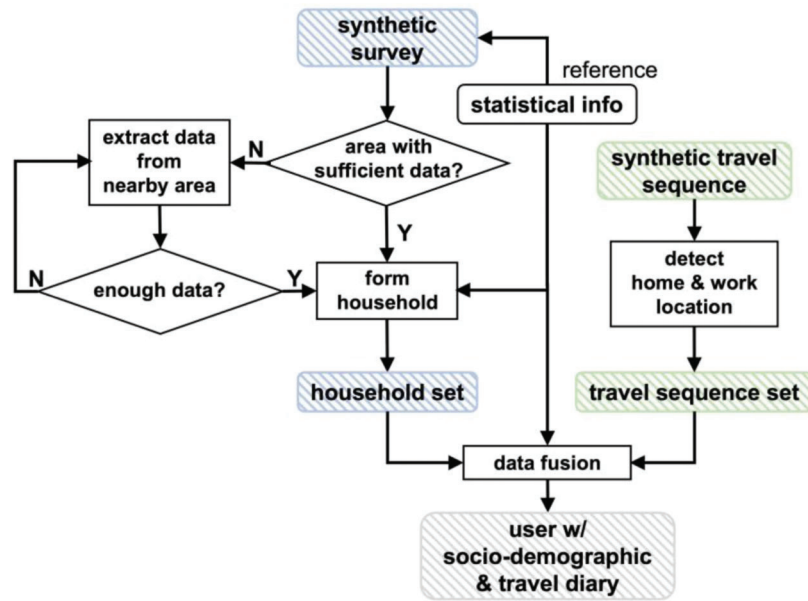 synthetic
survey
reference
statistical info
extract data
from
nearby area
N
area with
sufficient data?
synthetic travel
sequence
Y
detect
home & work
location
N
enough data?
Y
form
household
household set
travel sequence set
data fusion
user w/
socio-demographic
& travel diary